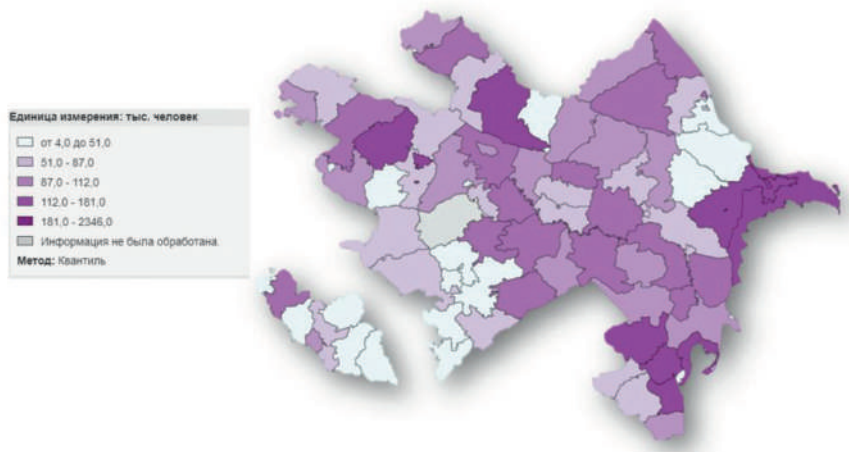 Единица измерения: тыс. человек
от 4,0 до 51,0
51,0 - 87,0
87,0 - 112,0
112,0 - 181,0
181,0 - 2346,0
Информация не была обработана.
Метод: Квантиль